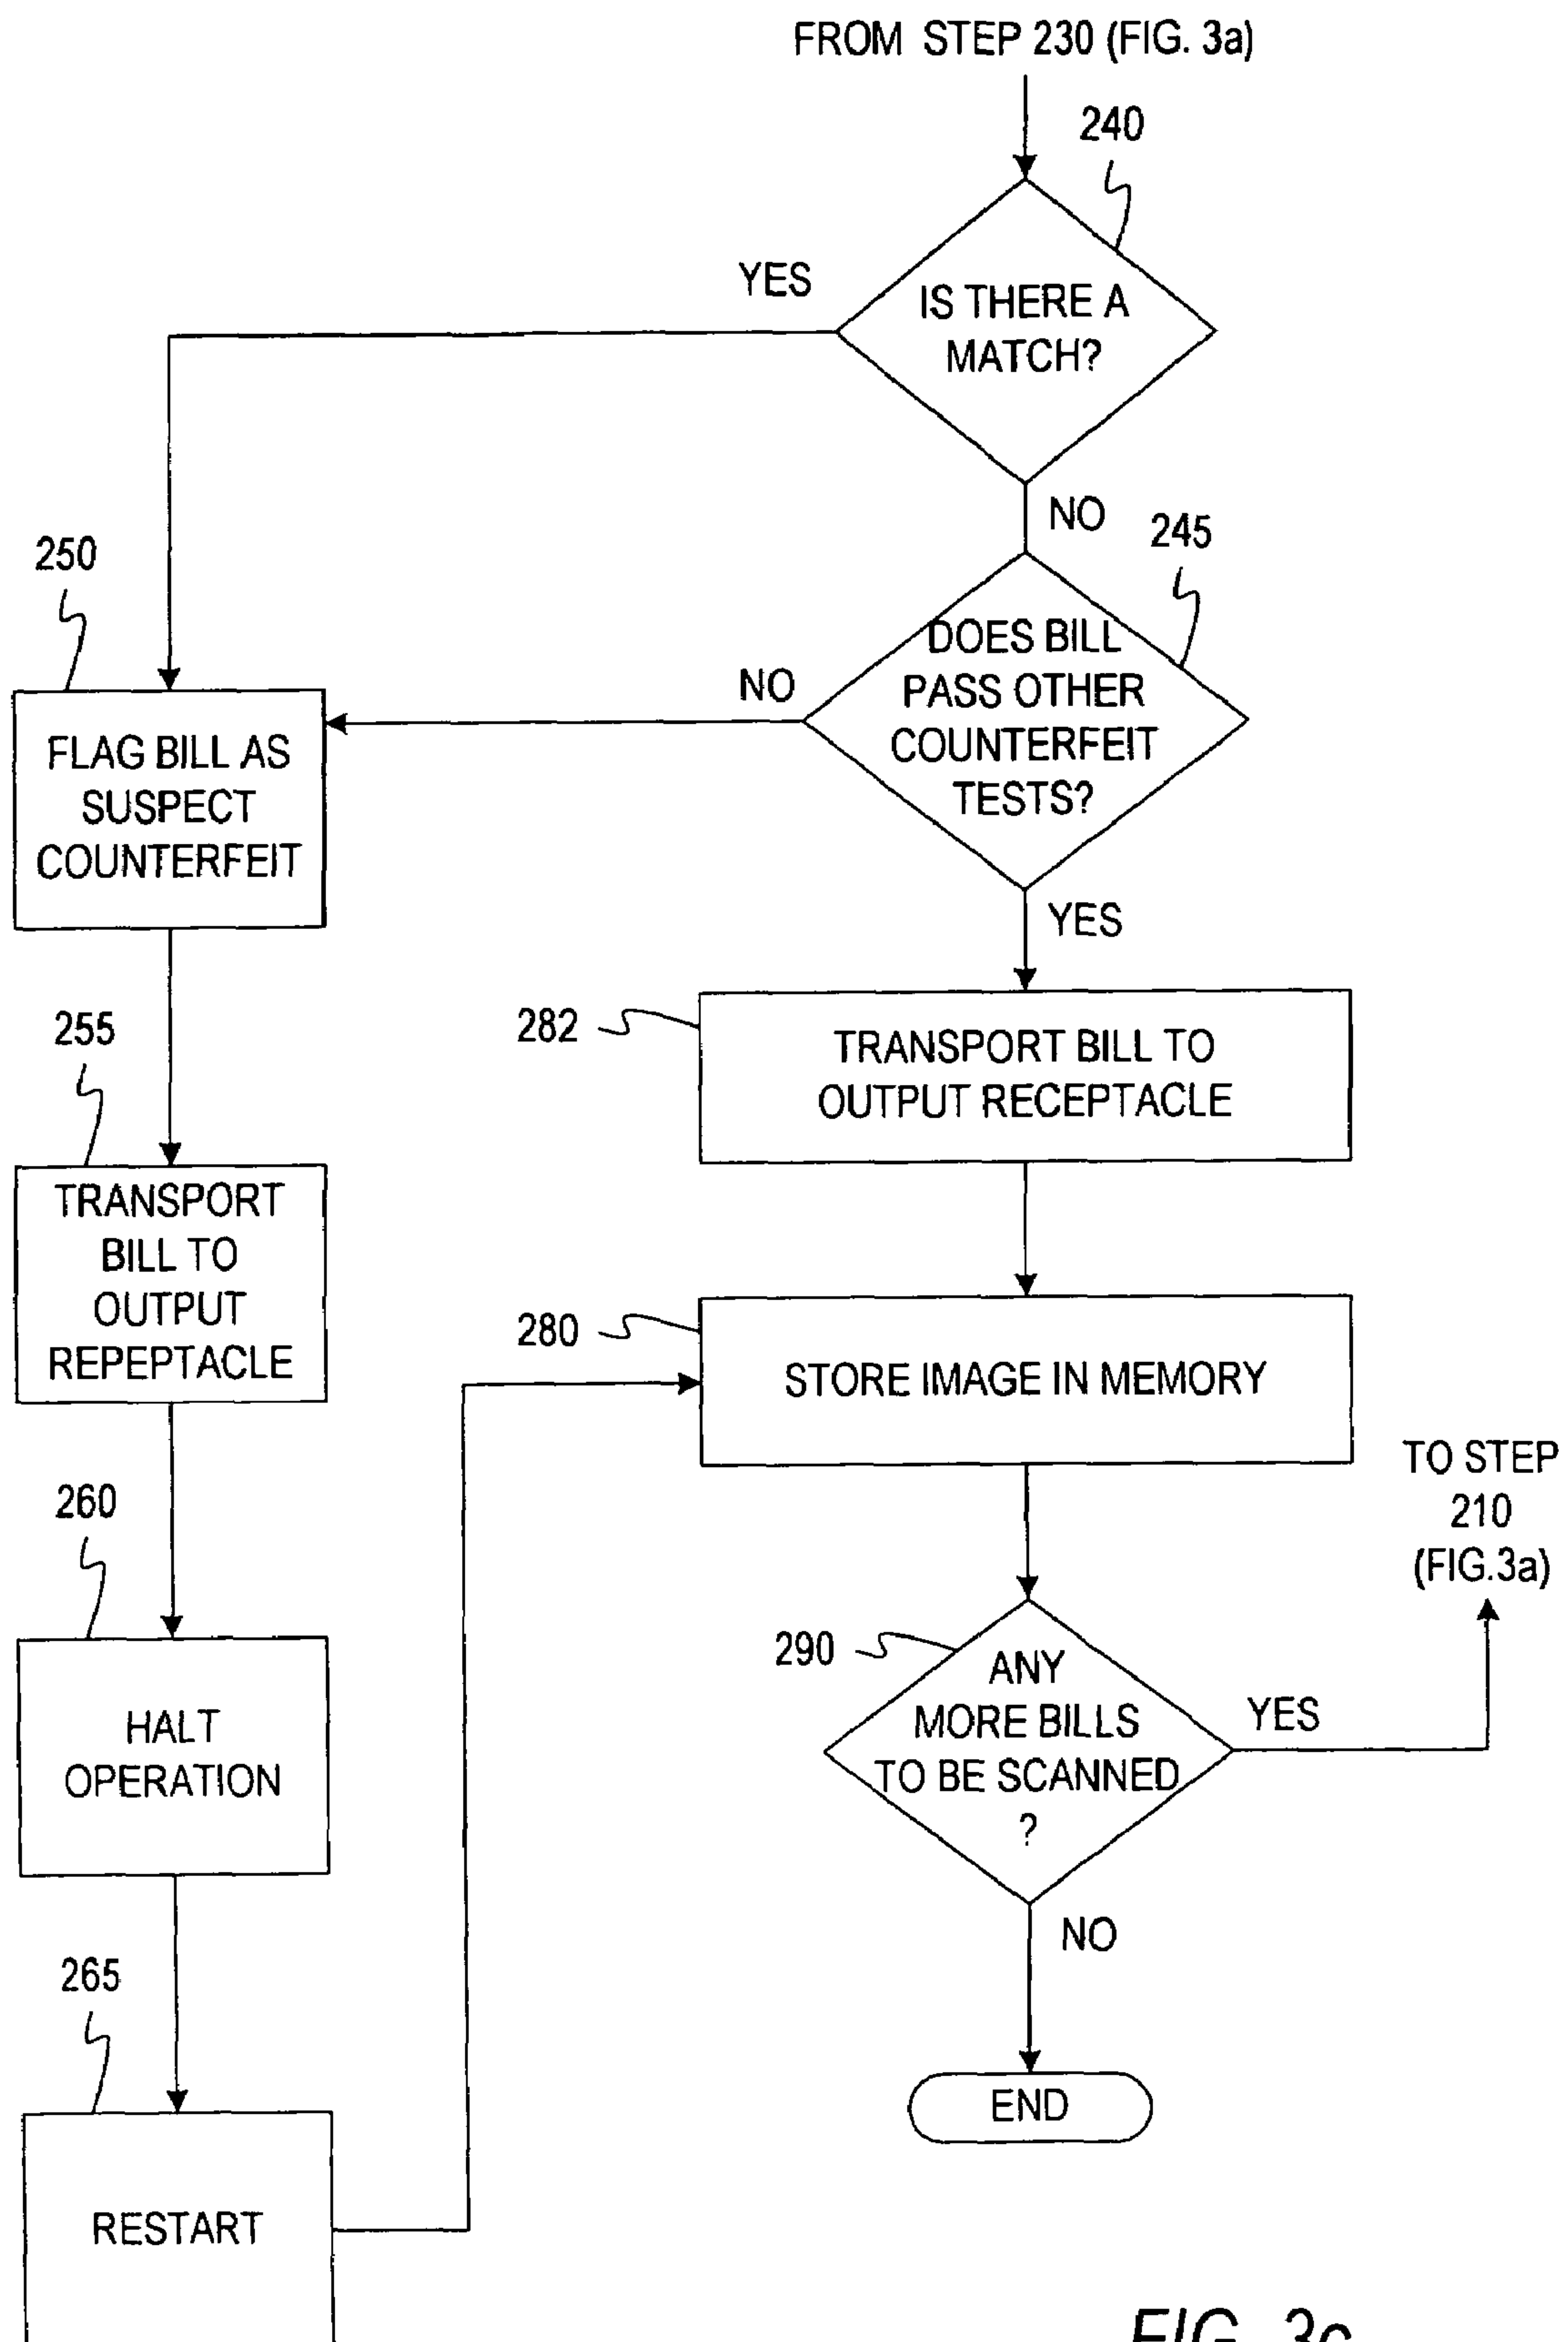 FROM STEP 230 (FIG. 3a)
240
YES
IS THERE A
MATCH?
NO
245
250
DOES BILL
PASS OTHER
COUNTERFEIT
TESTS?
NO
FLAG BILL AS
SUSPECT
COUNTERFEIT
YES
255
282
TRANSPORT BILL TO
OUTPUT RECEPTACLE
TRANSPORT
BILL TO
OUTPUT
REPEPTACLE
280
STORE IMAGE IN MEMORY
TO STEP
210
(FIG.3a)
260
290
ANY
MORE BILLS
TO BE SCANNED
?
YES
HALT
OPERATION
NO
265
END
RESTART
FIG. 3c